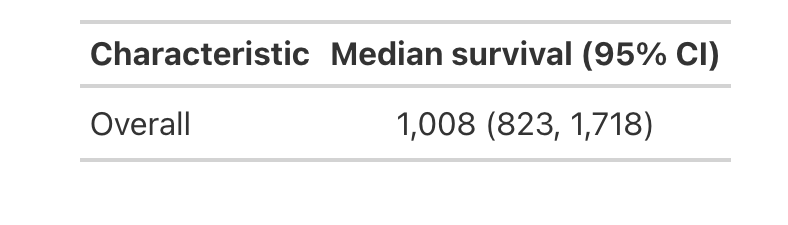 Characteristic Median survival (95% CI)
Overall 1,008 (823, 1,718)